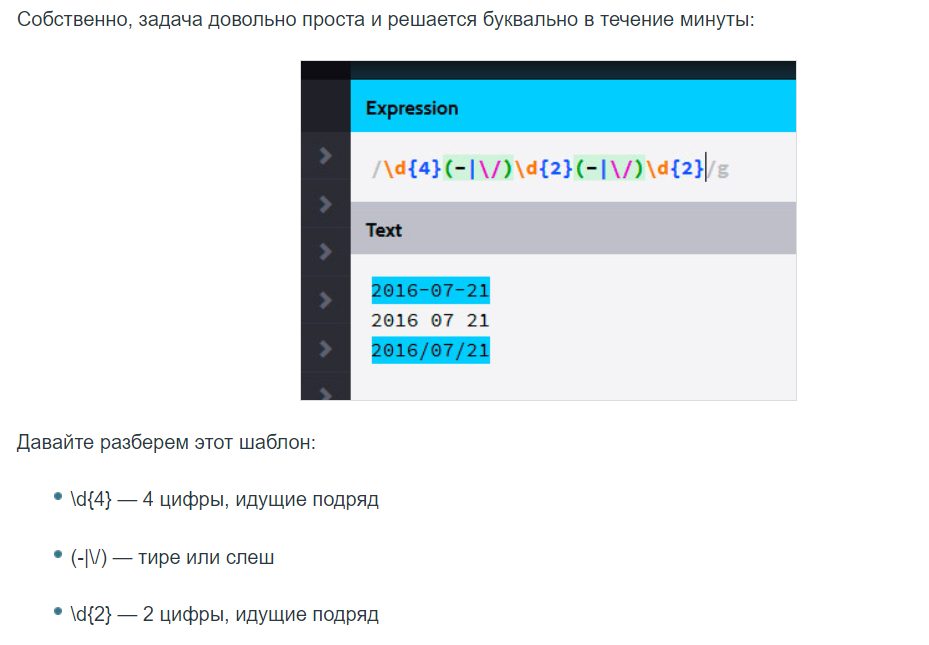 Собственно, задача довольно проста и решается буквально в течение минуты:
Expression
/\d{4}(-|\/)\d{2}(-|\/)\d{2}/g
Text
2016-07-21
2016 07 21
2016/07/21
Давайте разберем этот шаблон:
• \d{4} — 4 цифры, идущие подряд
• (-|\/) — тире или слеш
• \d{2} — 2 цифры, идущие подряд